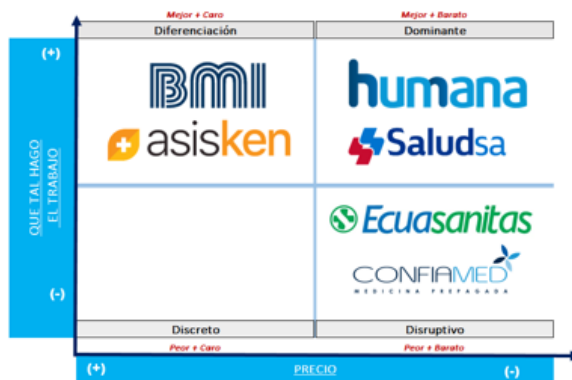 Mejor + Caro
Mejor + Barato
Diferenciación
Dominante
(+)
QUE TAL HAGO
EL TRABAJO
(-)
BMI
asisken
humana
Saludsa
Ecuasanitas
CONFIAMED
MEDICINA PREPAGADA
Discreto
Disruptivo
Peor + Caro
Peor + Barato
(+)
PRECIO
(-)